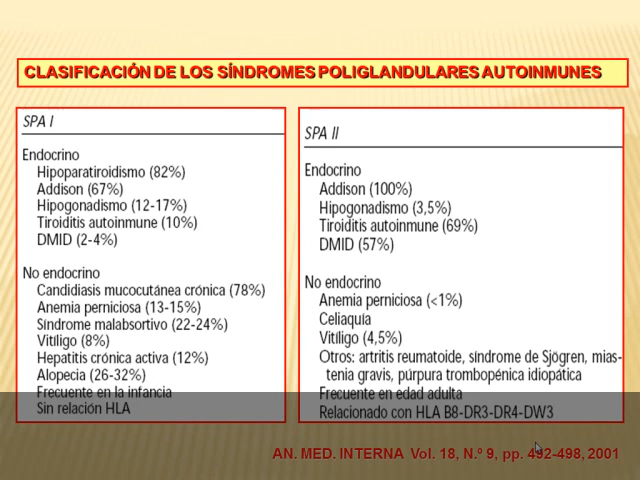 CLASIFICACIÓN DE LOS SÍNDROMES POLIGLANDULARES AUTOINMUNES
SPA I
Endocrino
Hipoparatiroidismo (82%)
Addison (67%)
Hipogonadismo (12-17%)
Tiroiditis autoinmune (10%)
DMID (2-4%)
No endocrino
Candidiasis mucocutánea crónica (78%)
Anemia perniciosa (13-15%)
Síndrome malabsortivo (22-24%)
Vitíligo (8%)
Hepatitis crónica activa (12%)
Alopecia (26-32%)
Frecuente en la infancia
Sin relación HLA
SPA II
Endocrino
Addison (100%)
Hipogonadismo (3,5%)
Tiroiditis autoinmune (69%)
DMID (57%)
No endocrino
Anemia perniciosa (<1%)
Celiaquía
Vitíligo (4,5%)
Otros: artritis reumatoide, síndrome de Sjögren, mias-
tenia gravis, púrpura trombopénica idiopática
Frecuente en edad adulta
Relacionado con HLA B8-DR3-DR4-DW3
AN. MED. INTERNA Vol. 18, N.º 9, pp. 492-498, 2001